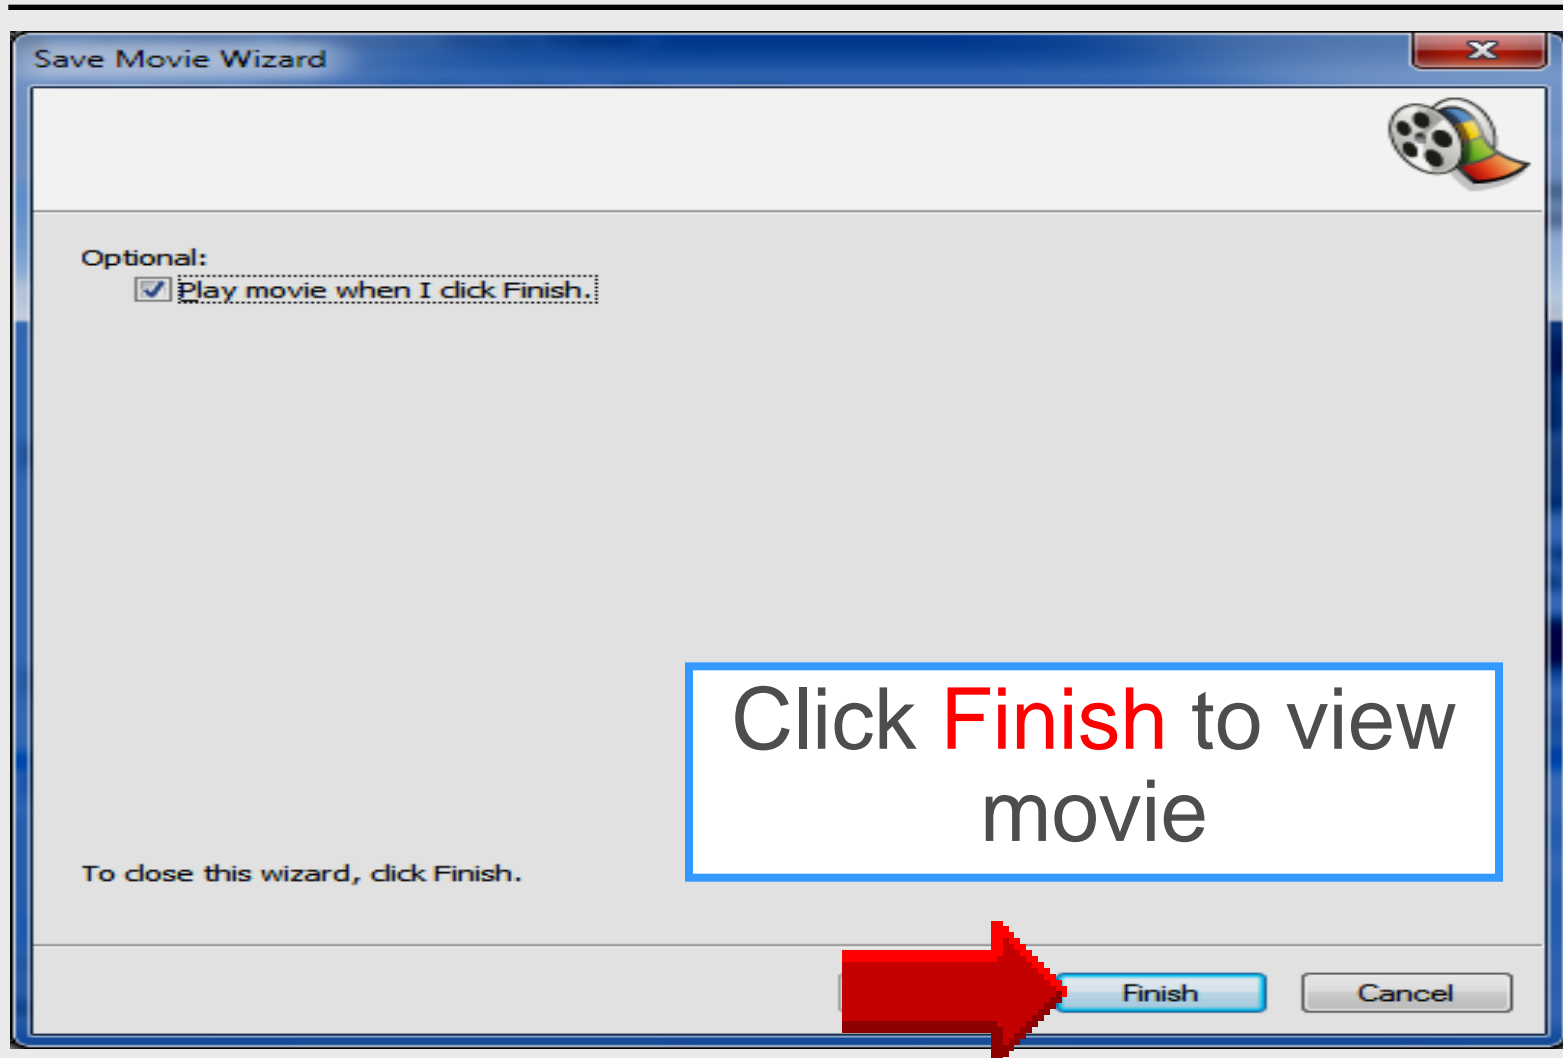 Save Movie Wizard
Optional:
Play movie when I click Finish.
Click Finish to view
movie
To close this wizard, click Finish.
Finish
Cancel